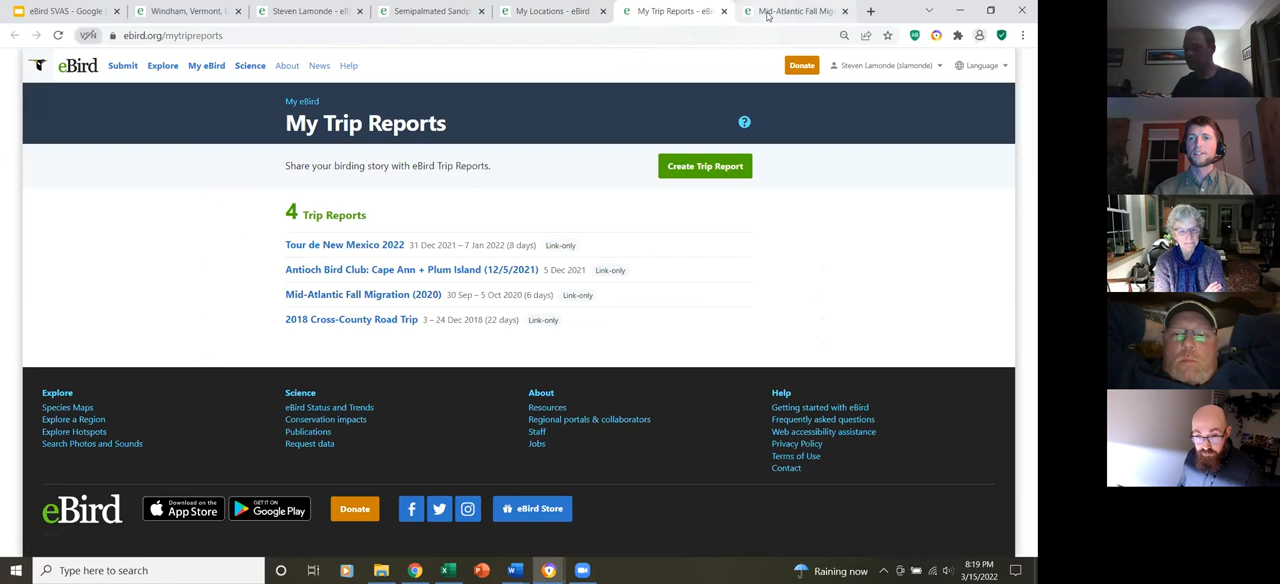 eBird SVAS - Google
Windham, Vermont, U
Steven Lamonde - eB
Semipalmated Sandp
My Locations - eBird
My Trip Reports - eBi
Mid-Atlantic Fall Mig
VPN
ebird.org/mytripreports
eBird
Submit
Explore
My eBird
Science
About
News
Help
Donate
Steven Lamonde (slamonde)
Language
My eBird
My Trip Reports
?
Share your birding story with eBird Trip Reports.
Create Trip Report
4 Trip Reports
Tour de New Mexico 2022 31 Dec 2021 – 7 Jan 2022 (8 days) Link-only
Antioch Bird Club: Cape Ann + Plum Island (12/5/2021) 5 Dec 2021 Link-only
Mid-Atlantic Fall Migration (2020) 30 Sep – 5 Oct 2020 (6 days) Link-only
2018 Cross-County Road Trip 3 – 24 Dec 2018 (22 days) Link-only
Explore
Species Maps
Explore a Region
Explore Hotspots
Search Photos and Sounds
Science
eBird Status and Trends
Conservation impacts
Publications
Request data
About
Resources
Regional portals & collaborators
Staff
Jobs
Help
Getting started with eBird
Frequently asked questions
Web accessibility assistance
Privacy Policy
Terms of Use
Contact
eBird
Download on the
App Store
GET IT ON
Google Play
Donate
eBird Store
Type here to search
Raining now
8:19 PM
3/15/2022